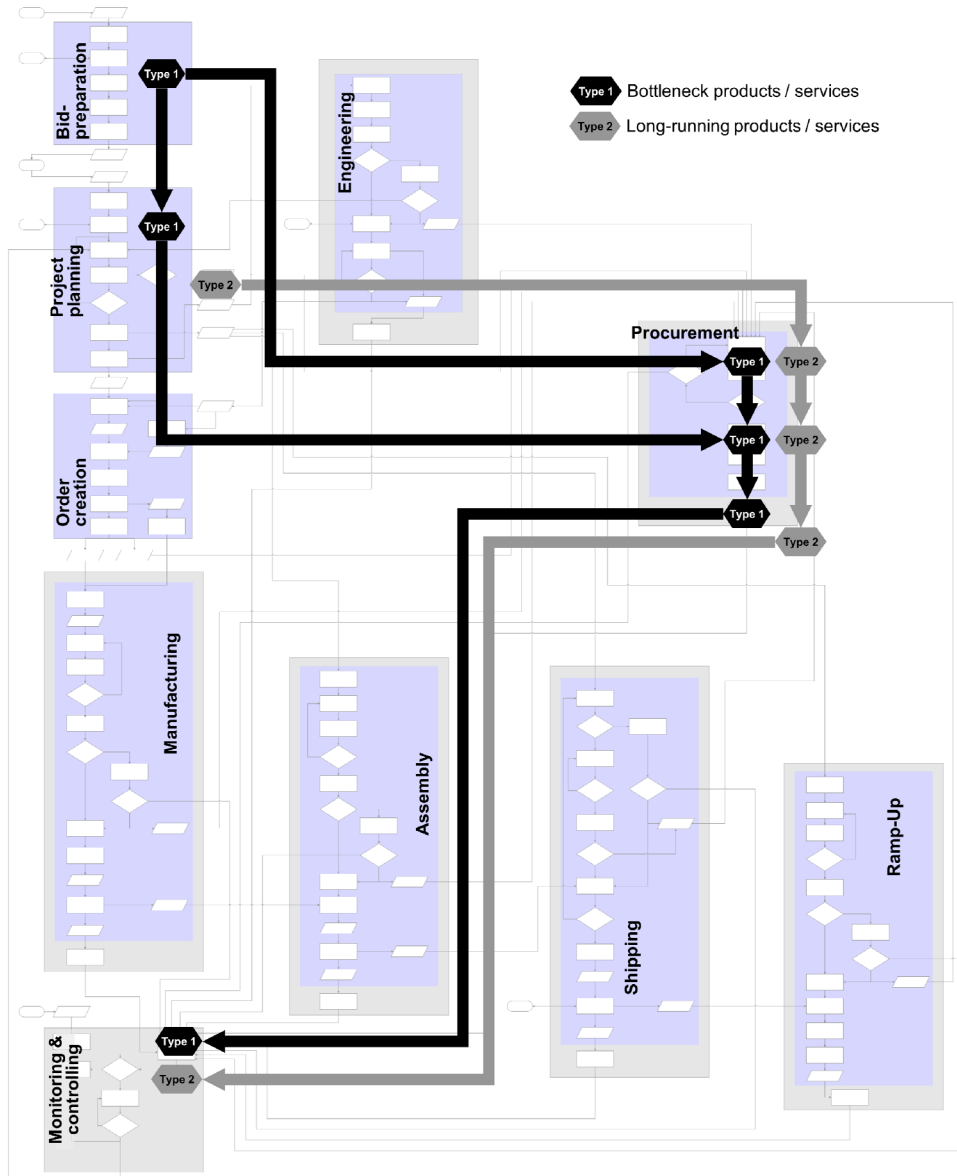 Bid-
preparation
Type 1
Engineering
Type 1 Bottleneck products / services
Type 2 Long-running products / services
Project
planning
Type 1
Type 2
Procurement
Type 1
Type 2
Type 1
Type 2
Type 1
Type 2
Order
creation
Manufacturing
Assembly
Shipping
Ramp-Up
Monitoring &
controlling
Type 1
Type 2